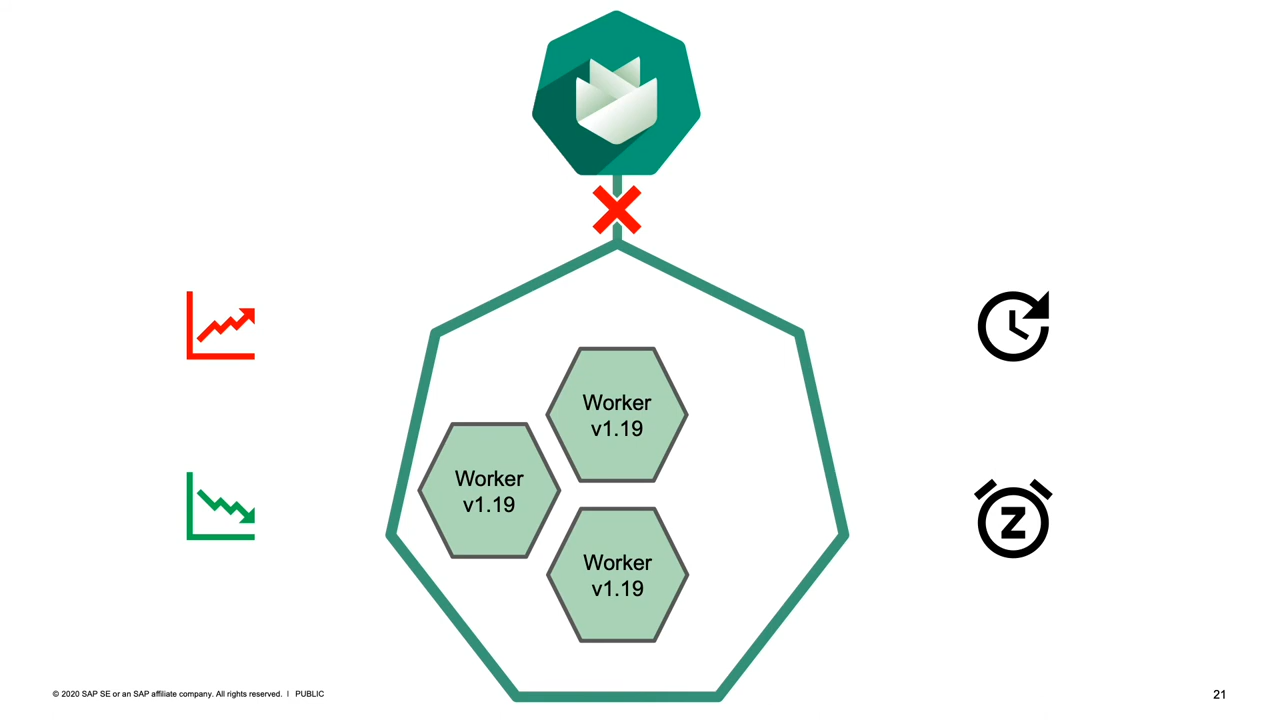 Worker
v1.19
Worker
v1.19
Worker
v1.19
Z
© 2020 SAP SE or an SAP affiliate company. All rights reserved. I PUBLIC
21